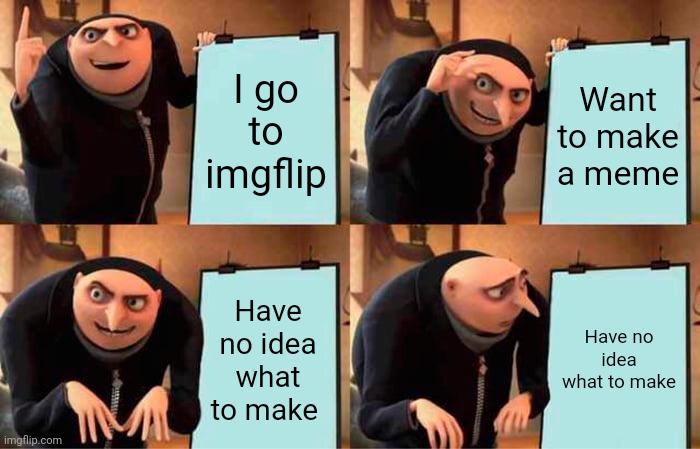 I go
to
imgflip
Want
to make
a meme
Have
no idea
what
to make
Have no
idea
what to make
imgflip.com